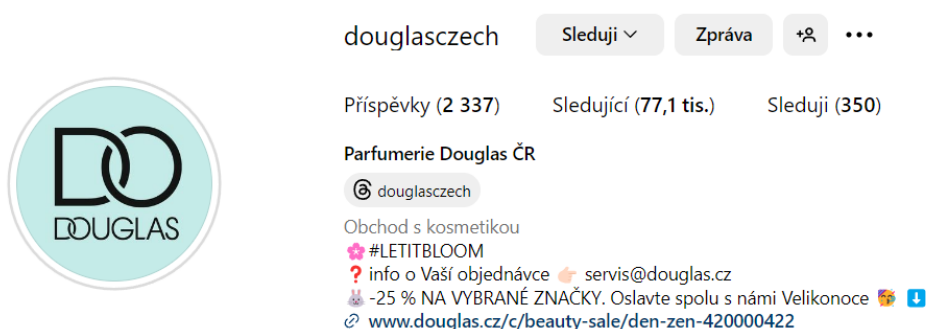 douglasczech
Sleduji
Zpráva
Příspěvky (2 337)
Sledující (77,1 tis.)
Sleduji (350)
DO
DOUGLAS
Parfumerie Douglas ČR
douglasczech
Obchod s kosmetikou
🌸#LETITBLOOM
❓info o Vaší objednávce 👉🏻 servis@douglas.cz
🐰-25 % NA VYBRANÉ ZNAČKY. Oslavte spolu s námi Velikonoce 🥳 ⬇️
www.douglas.cz/c/beauty-sale/den-zen-420000422